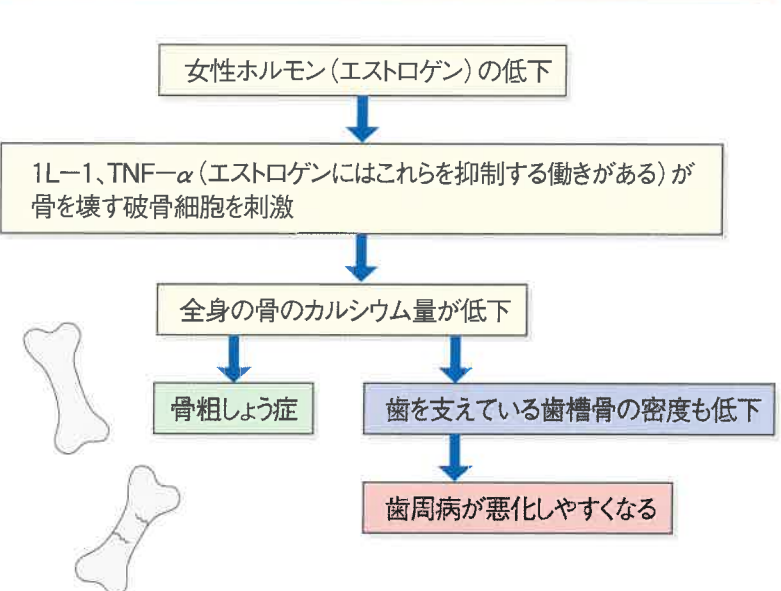 女性ホルモン(エストロゲン)の低下
1L−1、TNF−α(エストロゲンにはこれらを抑制する働きがある)が
骨を壊す破骨細胞を刺激
全身の骨のカルシウム量が低下
骨粗しょう症
歯を支えている歯槽骨の密度も低下
歯周病が悪化しやすくなる